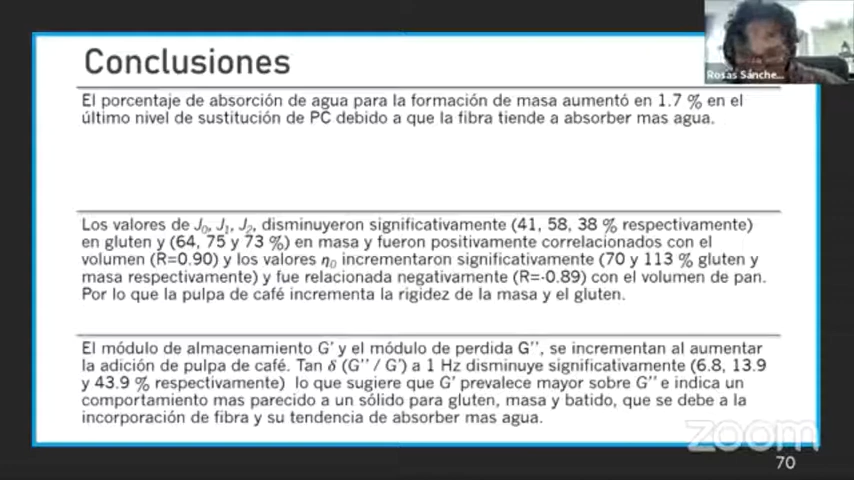 Conclusiones
Rosas Sánche...
El porcentaje de absorción de agua para la formación de masa aumentó en 1.7 % en el
último nivel de sustitución de PC debido a que la fibra tiende a absorber mas agua.
Los valores de J₀, J₁, J₂, disminuyeron significativamente (41, 58, 38 % respectivamente)
en gluten y (64, 75 y 73 %) en masa y fueron positivamente correlacionados con el
volumen (R=0.90) y los valores η₀ incrementaron significativamente (70 y 113 % gluten y
masa respectivamente) y fue relacionada negativamente (R=-0.89) con el volumen de pan.
Por lo que la pulpa de café incrementa la rigidez de la masa y el gluten.
El módulo de almacenamiento G' y el módulo de perdida G'', se incrementan al aumentar
la adición de pulpa de café. Tan δ (G'' / G') a 1 Hz disminuye significativamente (6.8, 13.9
y 43.9 % respectivamente) lo que sugiere que G' prevalece mayor sobre G'' e indica un
comportamiento mas parecido a un sólido para gluten, masa y batido, que se debe a la
incorporación de fibra y su tendencia de absorber mas agua.
zoom
70